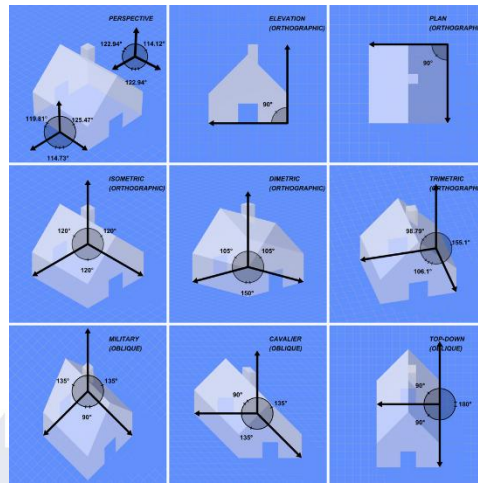 PERSPECTIVE
122.94°
114.12°
122.94°
119.81°
125.47°
114.73°
ELEVATION
(ORTHOGRAPHIC)
90°
PLAN
(ORTHOGRAPHIC)
90°
ISOMETRIC
(ORTHOGRAPHIC)
120°
120°
120°
DIMETRIC
(ORTHOGRAPHIC)
105°
105°
150°
TRIMETRIC
(ORTHOGRAPHIC)
155.1°
106.1°
MILITARY
(OBLIQUE)
135°
135°
90°
CAVALIER
(OBLIQUE)
90°
135°
135°
TOP-DOWN
(OBLIQUE)
90°
180°
90°